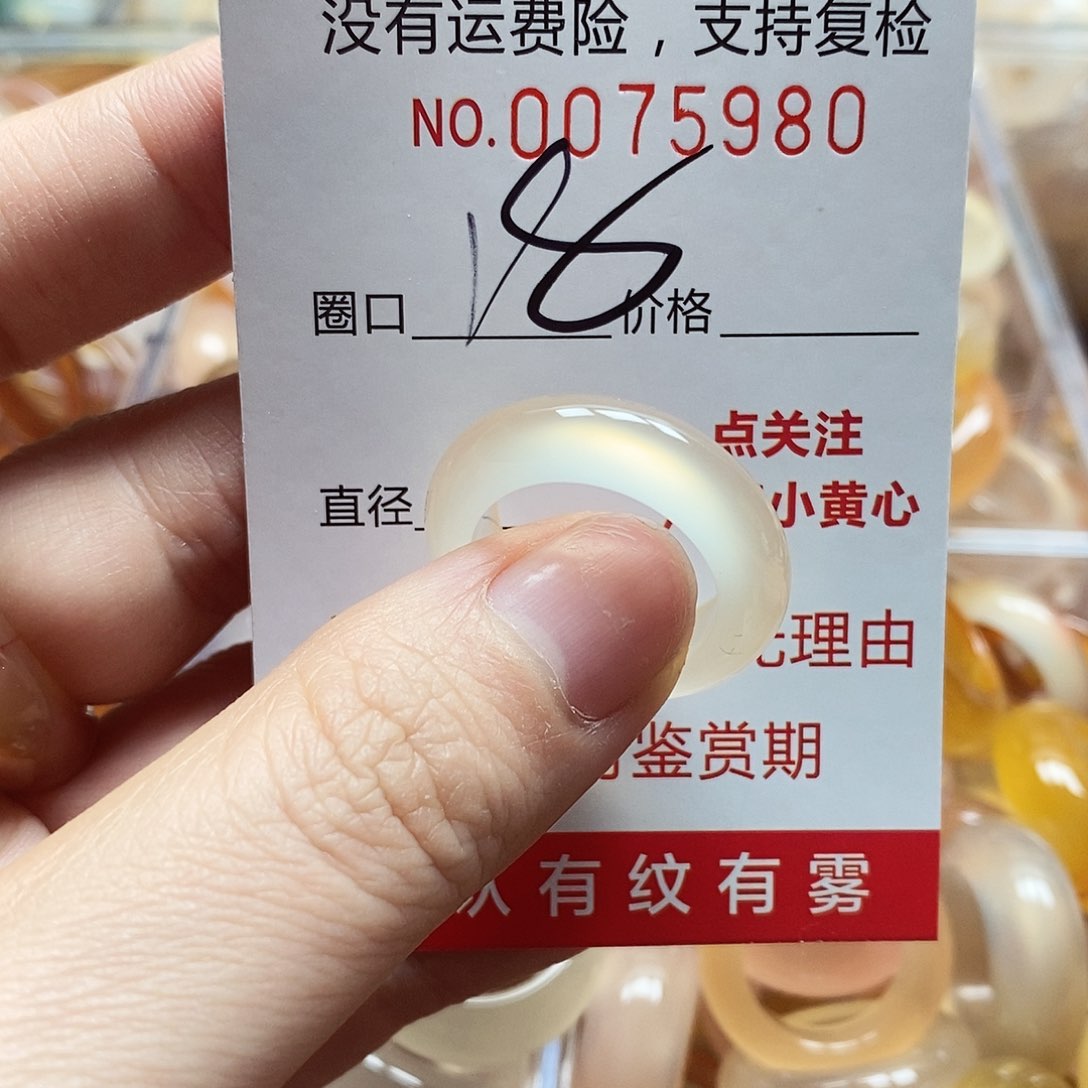 没有运费险，支持复检
NO.0075980
圈口 价格
点关注
直径 小黄心
理由
鉴赏期
有纹有雾